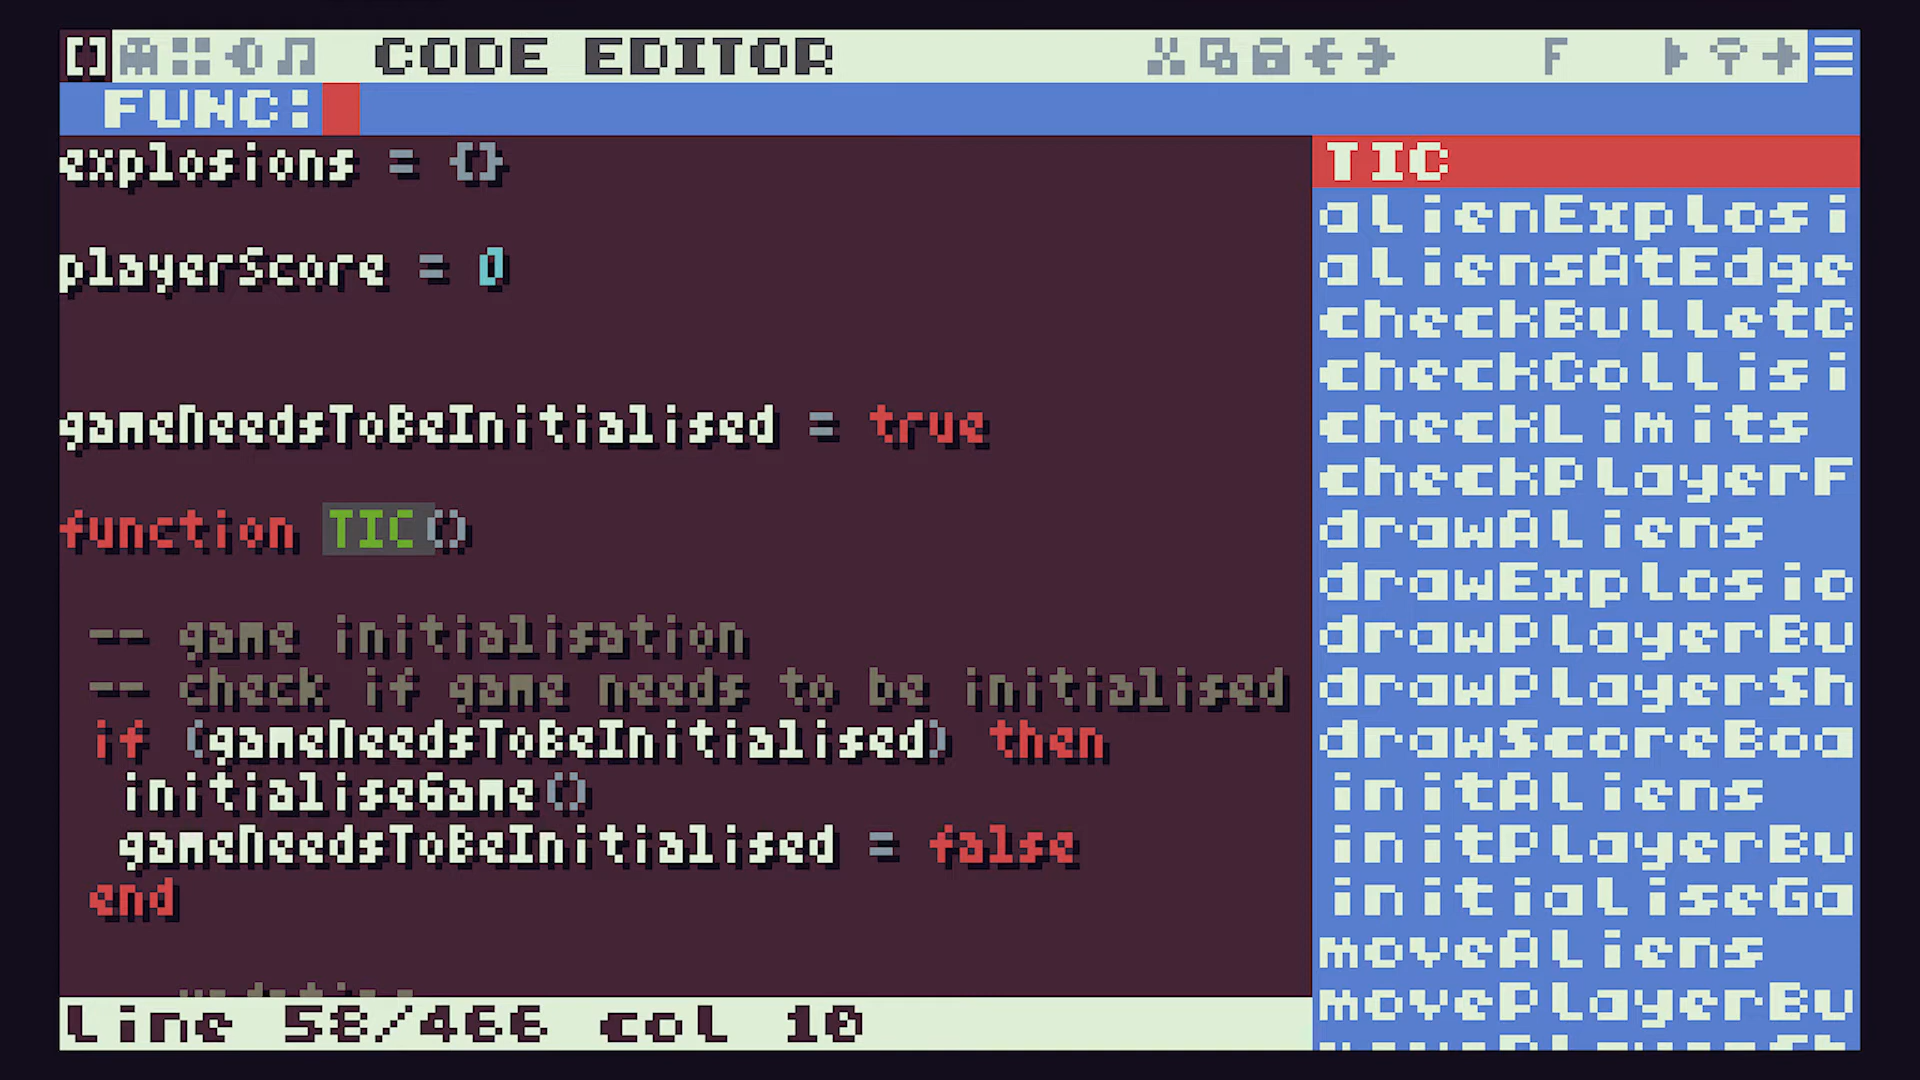 CODE EDITOR F
FUNC:
explosions = {}
playerScore = 0
gameNeedsToBeInitialised = true
function TIC()
-- game initialisation
-- check if game needs to be initialised
if (gameNeedsToBeInitialised) then
initialiseGame()
gameNeedsToBeInitialised = false
end
line 58/466 col 10
TIC
alienExplosi
aliensAtEdge
checkBulletC
checkCollisi
checkLimits
checkPlayerF
drawAliens
drawExplosio
drawPlayerBu
drawPlayerSh
drawScoreBoa
initAliens
initPlayerBu
initialiseGa
moveAliens
movePlayerBu